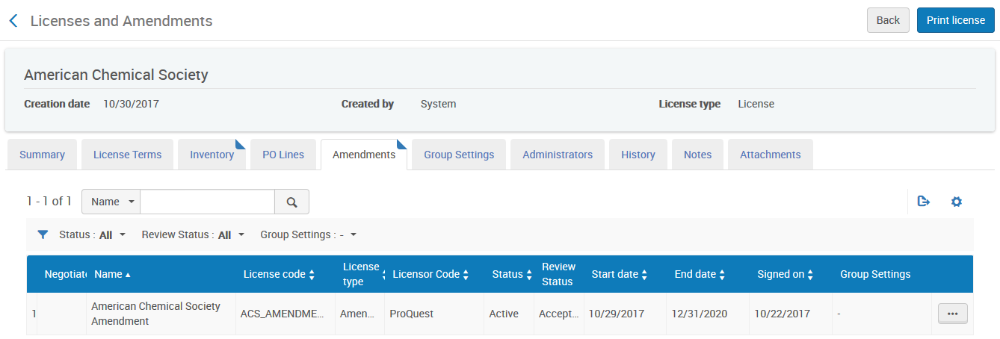 Licenses and Amendments
Back
Print license
American Chemical Society
Creation date 10/30/2017 Created by System License type License
Summary License Terms Inventory PO Lines Amendments Group Settings Administrators History Notes Attachments
1 - 1 of 1 Name
Status : All Review Status : All Group Settings : -
Negotiate Name License code License type Licensor Code Status Review Status Start date End date Signed on Group Settings
1 American Chemical Society Amendment ACS_AMENDME... Amen... ProQuest Active Accept... 10/29/2017 12/31/2020 10/22/2017 -